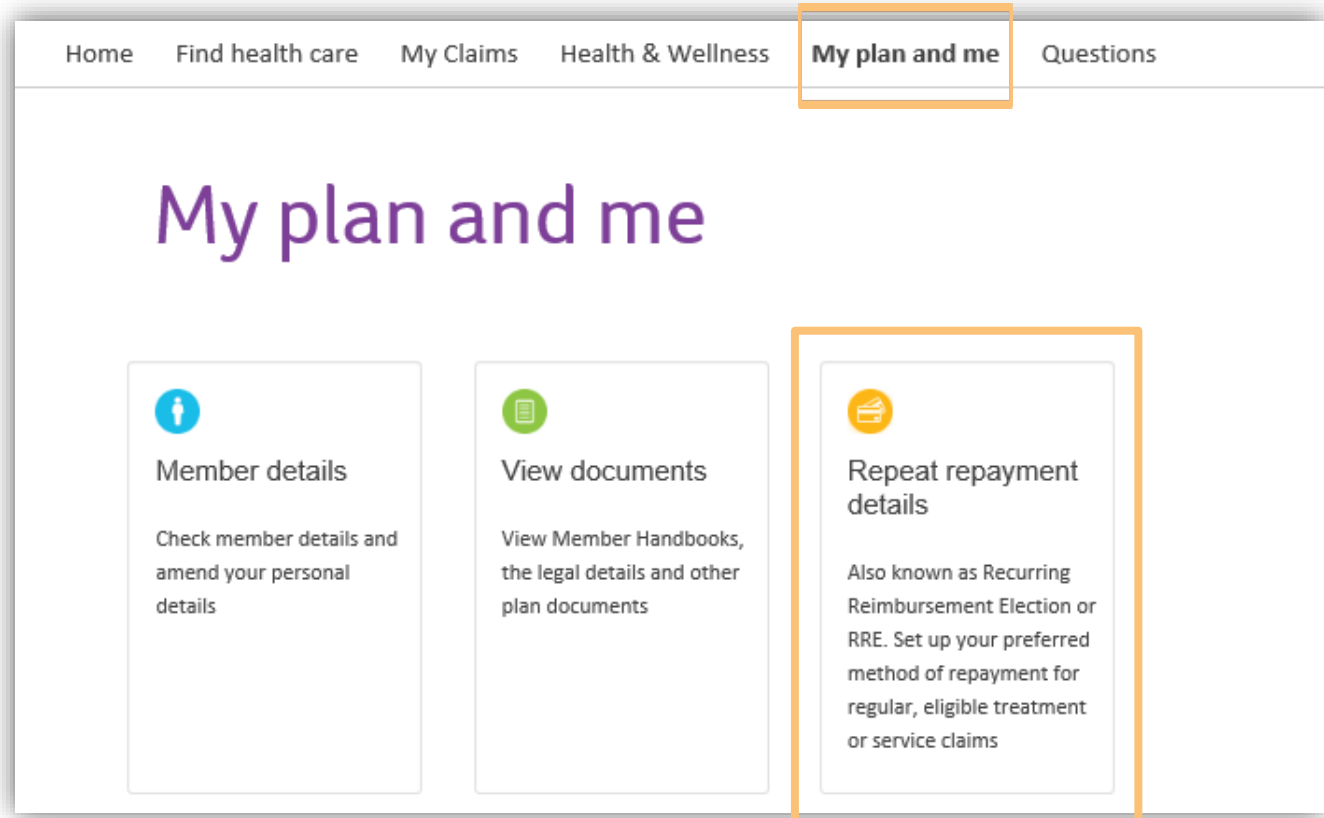 Home Find health care My Claims Health & Wellness My plan and me Questions
My plan and me
Member details
Check member details and
amend your personal
details
View documents
View Member Handbooks,
the legal details and other
plan documents
Repeat repayment
details
Also known as Recurring
Reimbursement Election or
RRE. Set up your preferred
method of repayment for
regular, eligible treatment
or service claims